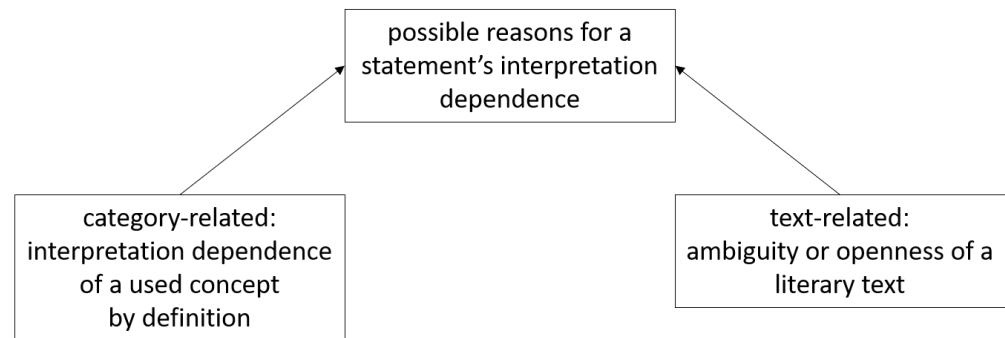 possible reasons for a
statement’s interpretation
dependence
category-related:
interpretation dependence
of a used concept
by definition
text-related:
ambiguity or openness of a
literary text